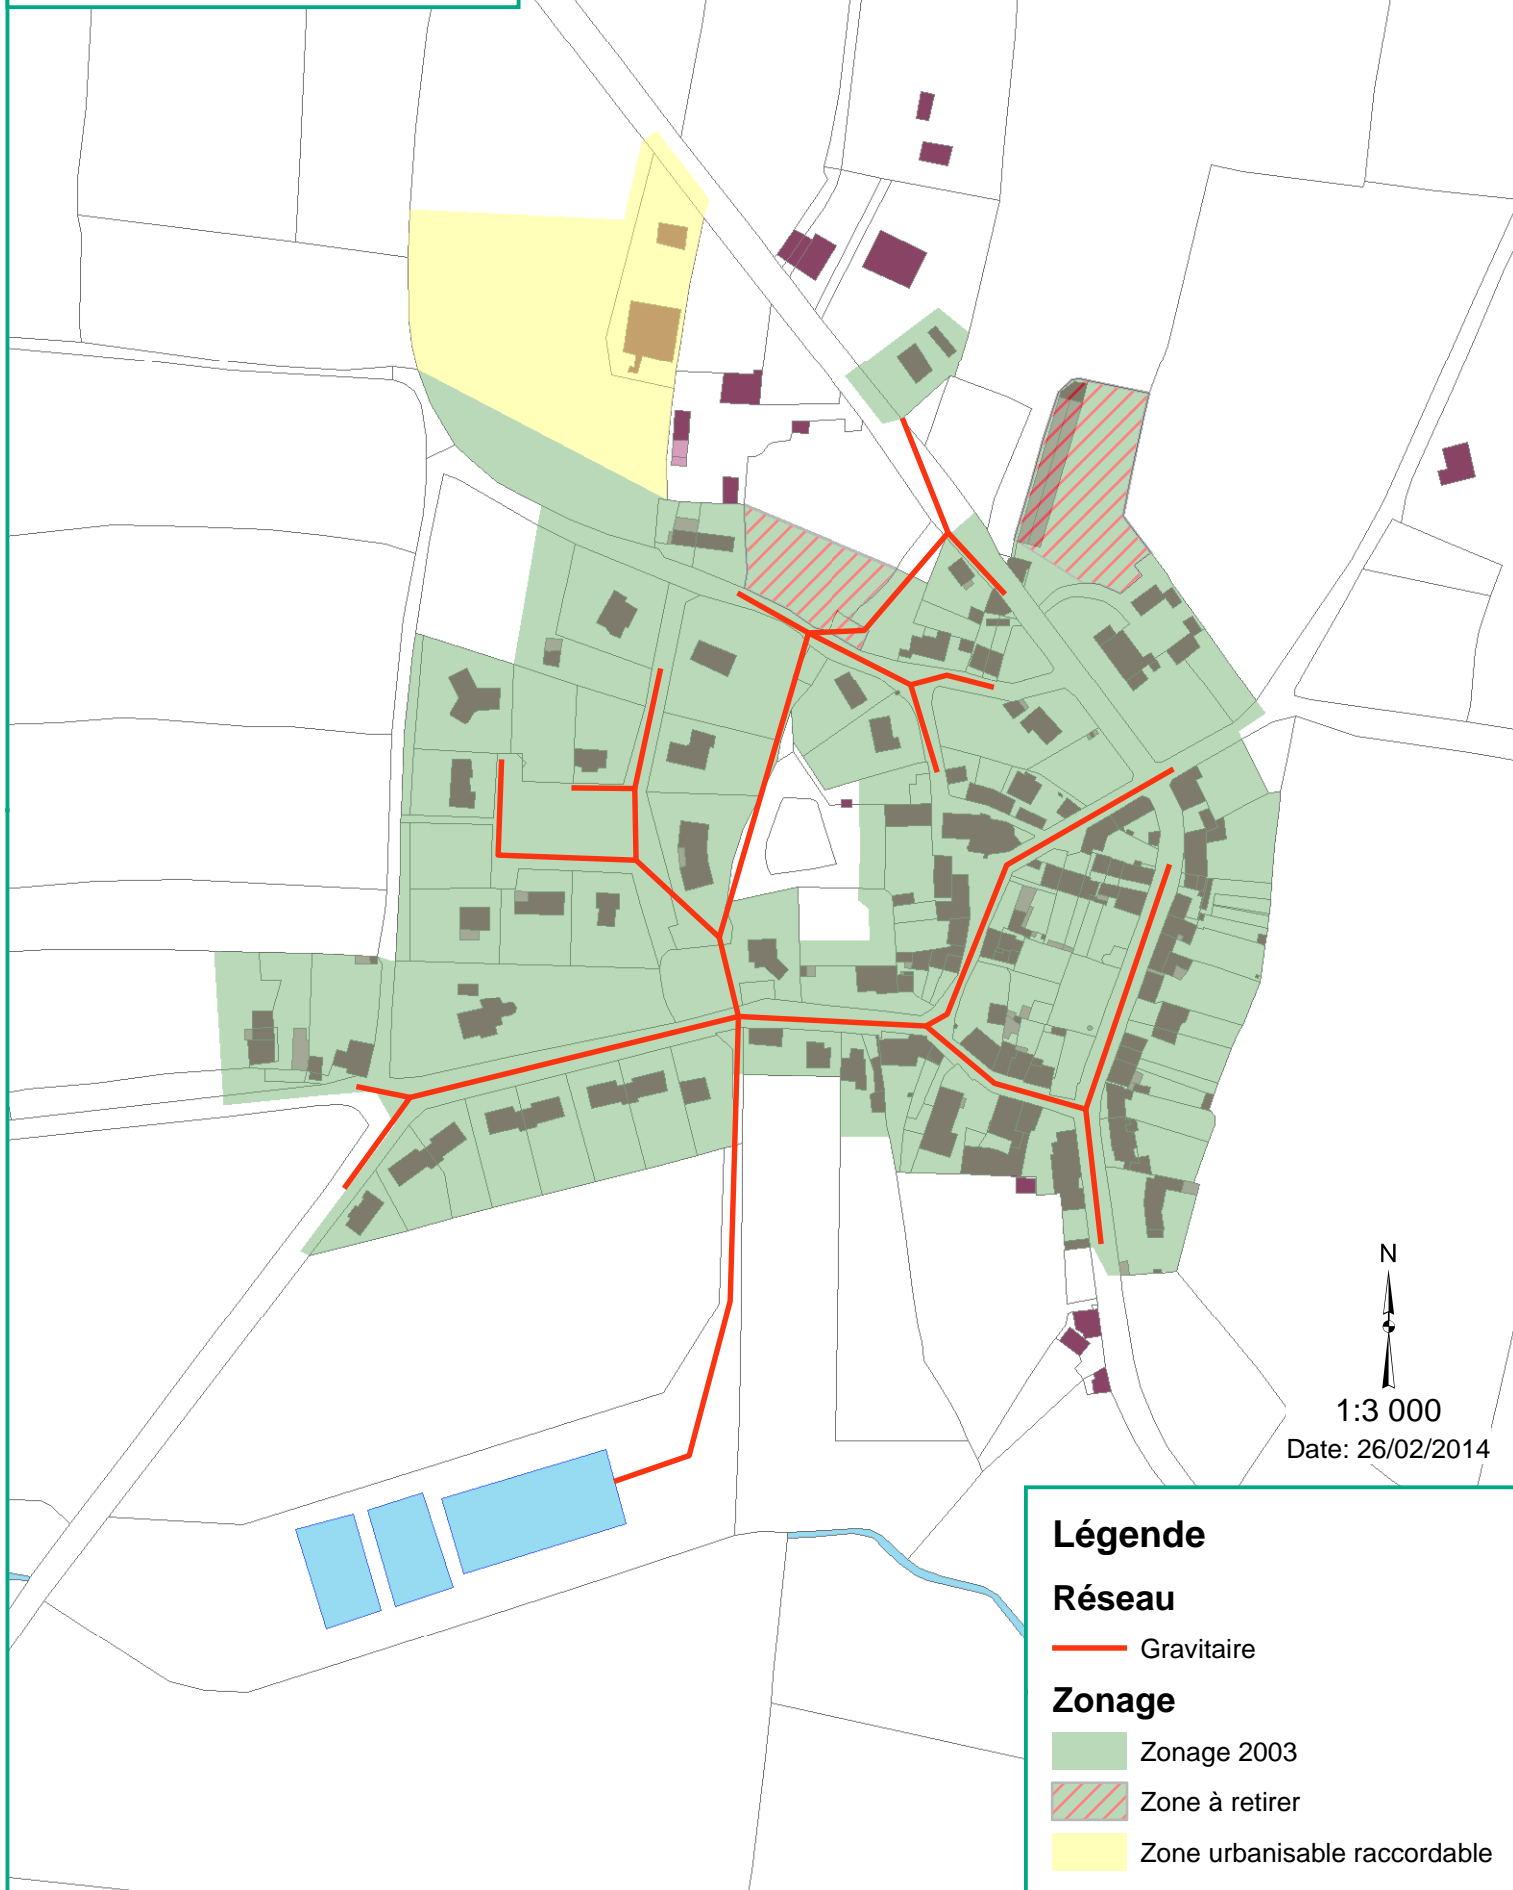 N
1:3 000
Date: 26/02/2014
Légende
Réseau
Gravitaire
Zonage
Zonage 2003
Zone à retirer
Zone urbanisable raccordable